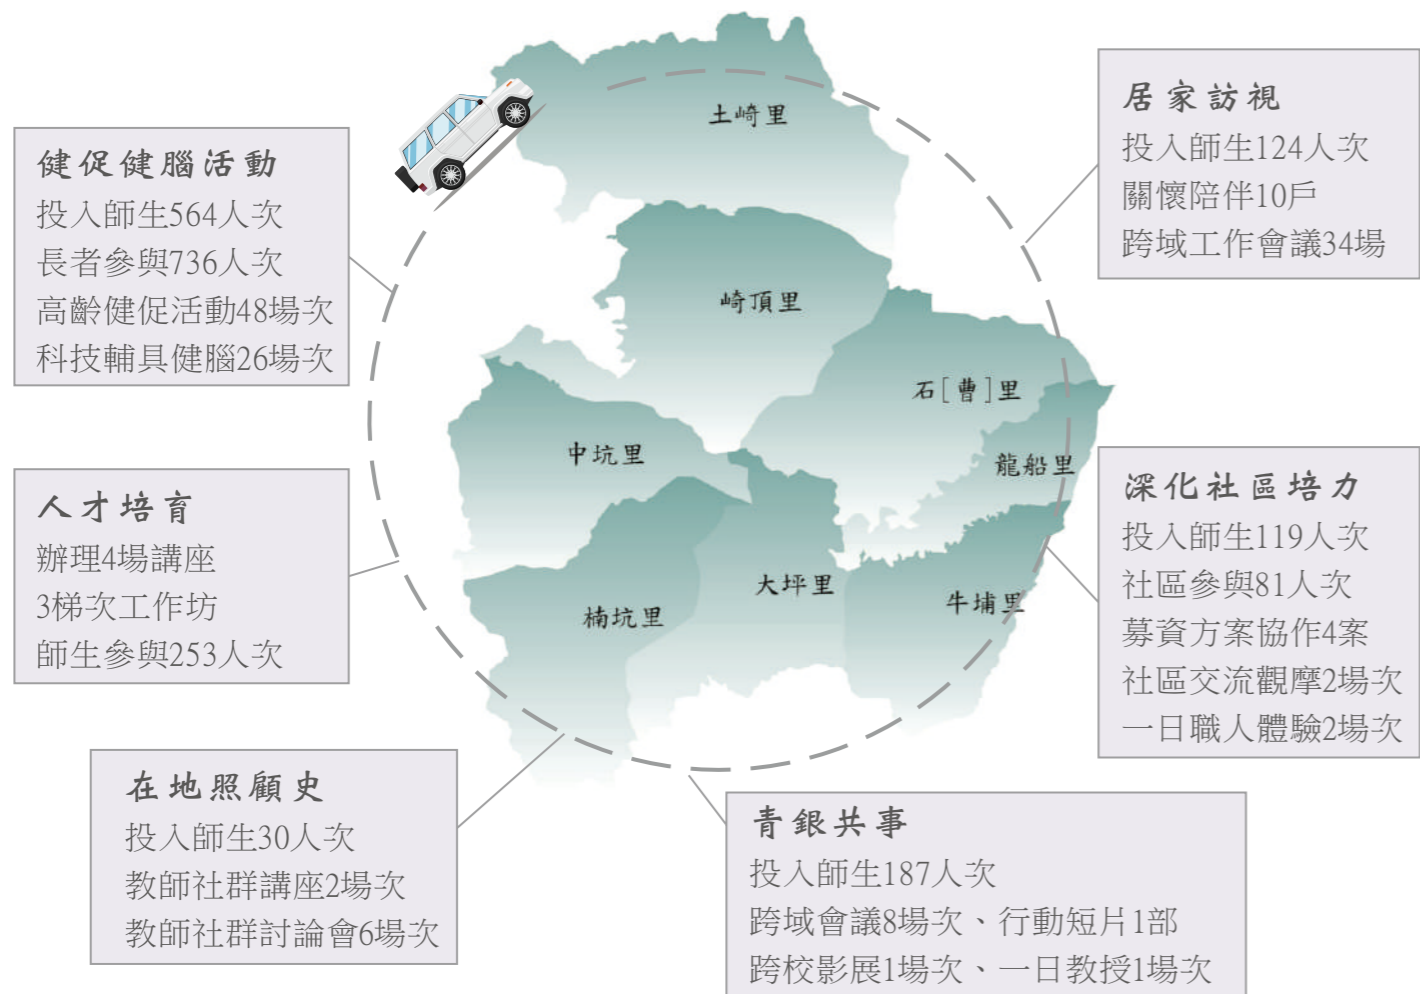 土崎里
崎頂里
石[曹]里
龍船里
中坑里
大坪里
牛埔里
楠坑里
健促健腦活動
投入師生564人次
長者參與736人次
高齡健促活動48場次
科技輔具健腦26場次
人才培育
辦理4場講座
3梯次工作坊
師生參與253人次
在地照顧史
投入師生30人次
教師社群講座2場次
教師社群討論會6場次
青銀共事
投入師生187人次
跨域會議8場次、行動短片1部
跨校影展1場次、一日教授1場次
居家訪視
投入師生124人次
關懷陪伴10戶
跨域工作會議34場
深化社區培力
投入師生119人次
社區參與81人次
募資方案協作4案
社區交流觀摩2場次
一日職人體驗2場次